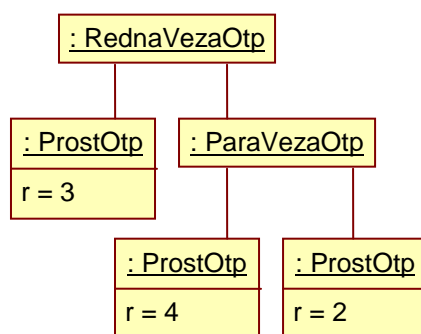 : RednaVezaOtp
: ProstOtp
: ParaVezaOtp
r = 3
: ProstOtp
: ProstOtp
r = 4
r = 2